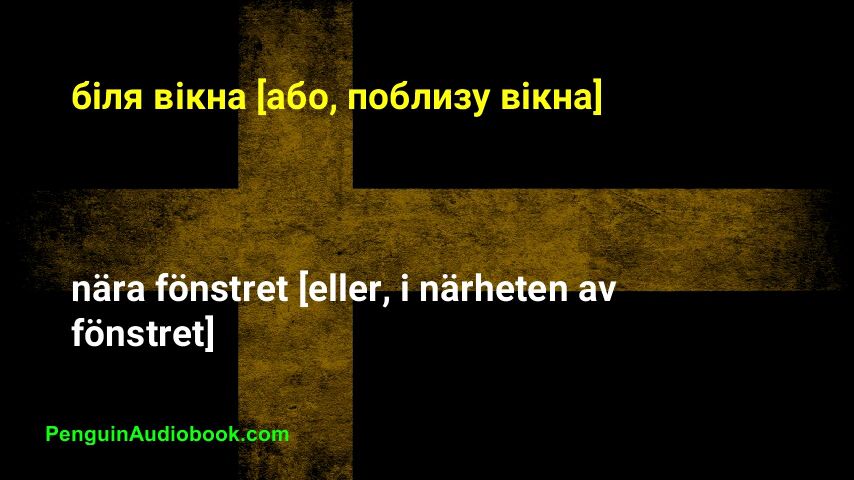 біля вікна [або, поблизу вікна]
nära fönstret [eller, i närheten av
fönstret]
PenguinAudiobook.com